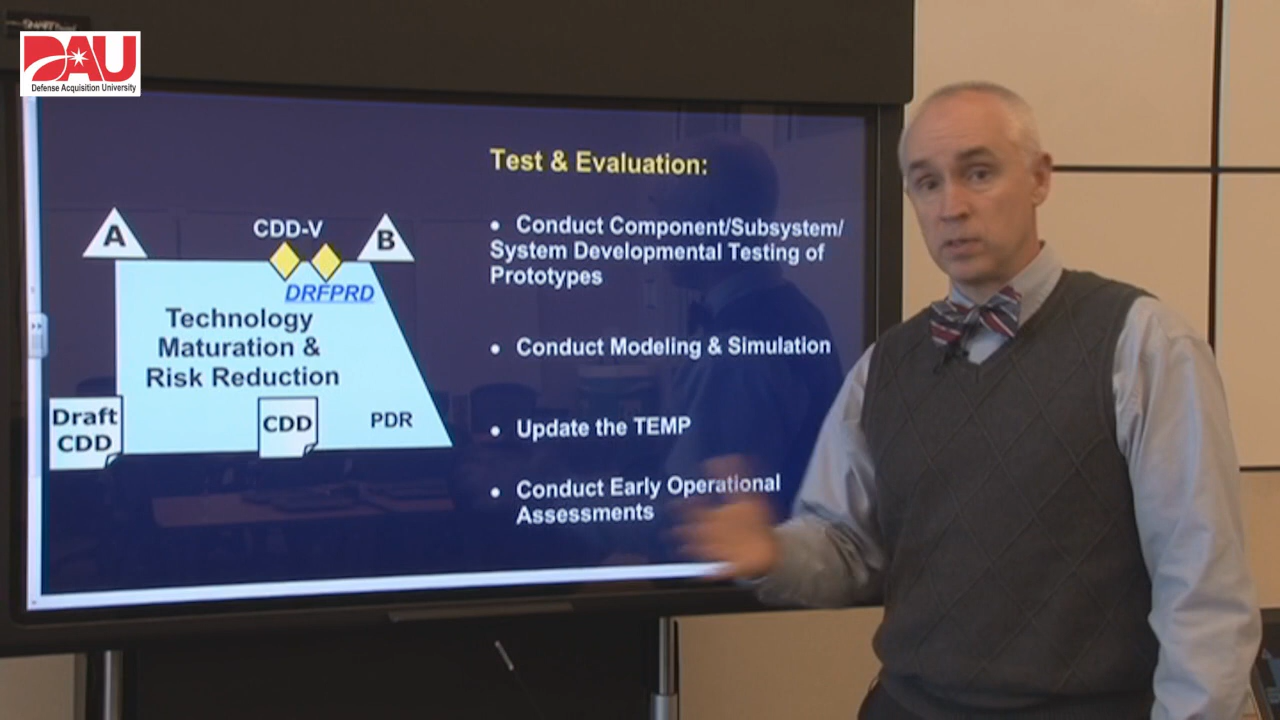 DAU
Defense Acquisition University
Test & Evaluation:
A
CDD-V
B
DRFPRD
Technology
Maturation &
Risk Reduction
Draft
CDD
CDD
PDR
• Conduct Component/Subsystem/
System Developmental Testing of
Prototypes
• Conduct Modeling & Simulation
• Update the TEMP
• Conduct Early Operational
Assessments